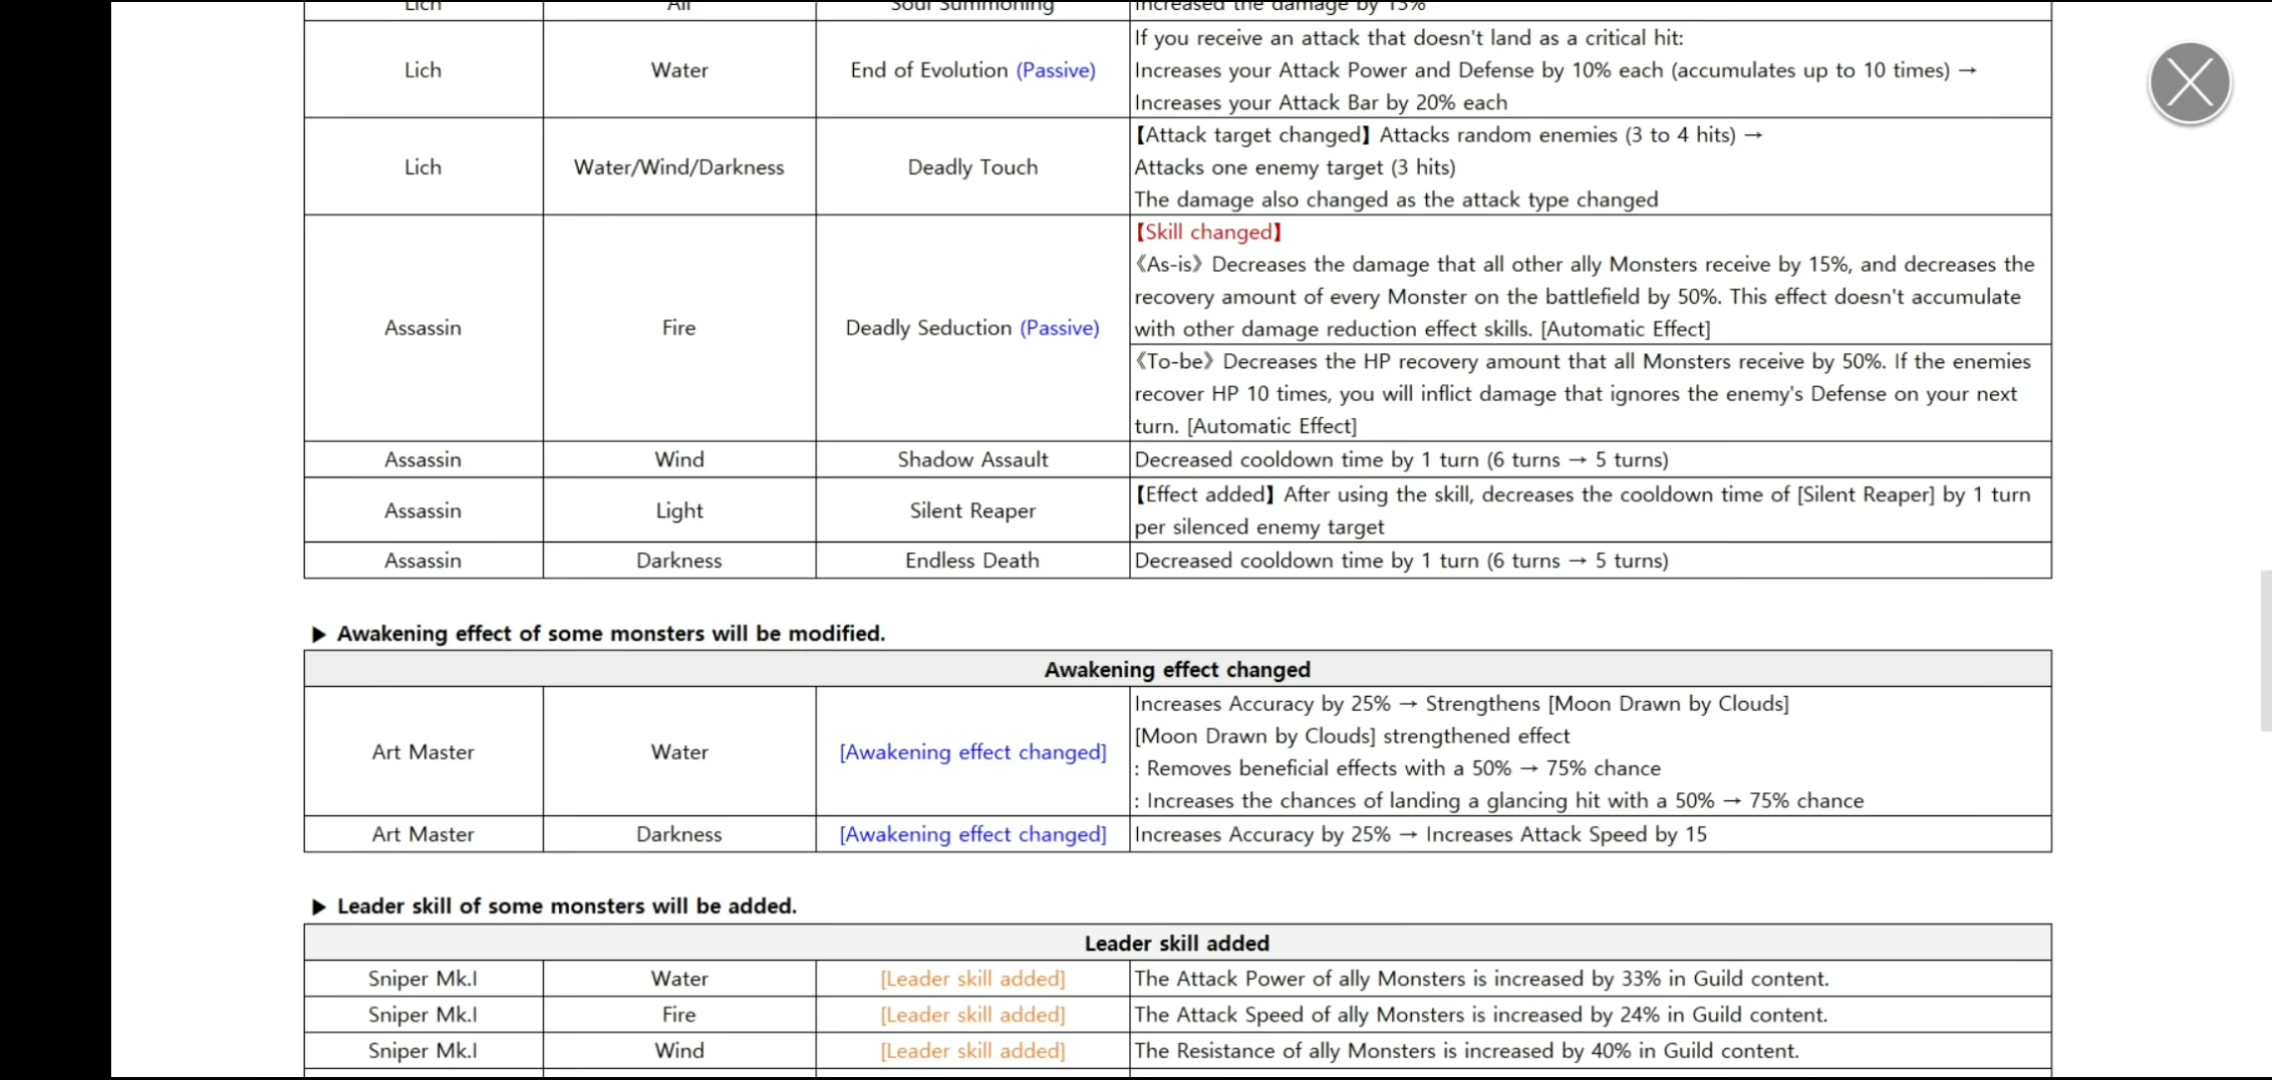 Lich All Soul Summoning Increased the damage by 15%
If you receive an attack that doesn't land as a critical hit:
Lich Water End of Evolution (Passive) Increases your Attack Power and Defense by 10% each (accumulates up to 10 times) →
Increases your Attack Bar by 20% each
【Attack target changed】Attacks random enemies (3 to 4 hits) →
Lich Water/Wind/Darkness Deadly Touch Attacks one enemy target (3 hits)
The damage also changed as the attack type changed
【Skill changed】
《As-is》Decreases the damage that all other ally Monsters receive by 15%, and decreases the
recovery amount of every Monster on the battlefield by 50%. This effect doesn't accumulate
Assassin Fire Deadly Seduction (Passive) with other damage reduction effect skills. [Automatic Effect]
《To-be》Decreases the HP recovery amount that all Monsters receive by 50%. If the enemies
recover HP 10 times, you will inflict damage that ignores the enemy's Defense on your next
turn. [Automatic Effect]
Assassin Wind Shadow Assault Decreased cooldown time by 1 turn (6 turns → 5 turns)
【Effect added】After using the skill, decreases the cooldown time of [Silent Reaper] by 1 turn
Assassin Light Silent Reaper per silenced enemy target
Assassin Darkness Endless Death Decreased cooldown time by 1 turn (6 turns → 5 turns)
▶ Awakening effect of some monsters will be modified.
Awakening effect changed
Increases Accuracy by 25% → Strengthens [Moon Drawn by Clouds]
[Moon Drawn by Clouds] strengthened effect
Art Master Water [Awakening effect changed] : Removes beneficial effects with a 50% → 75% chance
: Increases the chances of landing a glancing hit with a 50% → 75% chance
Art Master Darkness [Awakening effect changed] Increases Accuracy by 25% → Increases Attack Speed by 15
▶ Leader skill of some monsters will be added.
Leader skill added
Sniper Mk.I Water [Leader skill added] The Attack Power of ally Monsters is increased by 33% in Guild content.
Sniper Mk.I Fire [Leader skill added] The Attack Speed of ally Monsters is increased by 24% in Guild content.
Sniper Mk.I Wind [Leader skill added] The Resistance of ally Monsters is increased by 40% in Guild content.